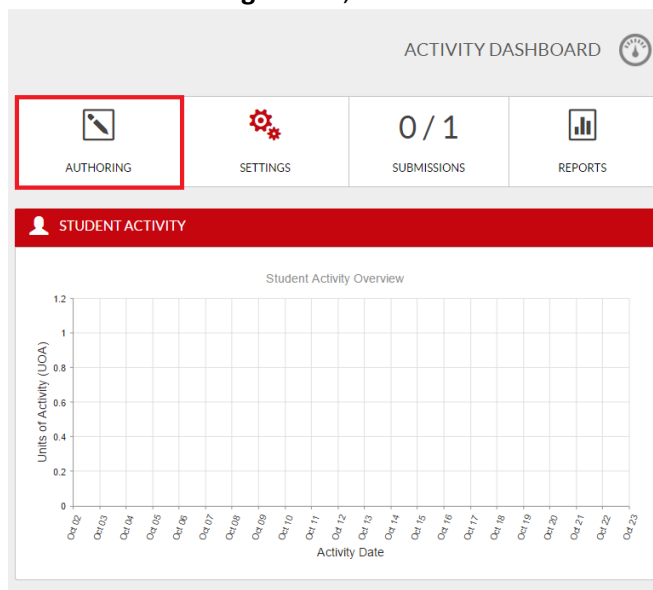 ACTIVITY DASHBOARD
0 / 1
AUTHORING SETTINGS SUBMISSIONS REPORTS
STUDENT ACTIVITY
Student Activity Overview
1.2
1
0.8
0.6
0.4
0.2
0
Units of Activity (UOA)
Oct 02 Oct 03 Oct 04 Oct 05 Oct 06 Oct 07 Oct 08 Oct 09 Oct 10 Oct 11 Oct 12 Oct 13 Oct 14 Oct 15 Oct 16 Oct 17 Oct 18 Oct 19 Oct 20 Oct 21 Oct 22 Oct 23
Activity Date